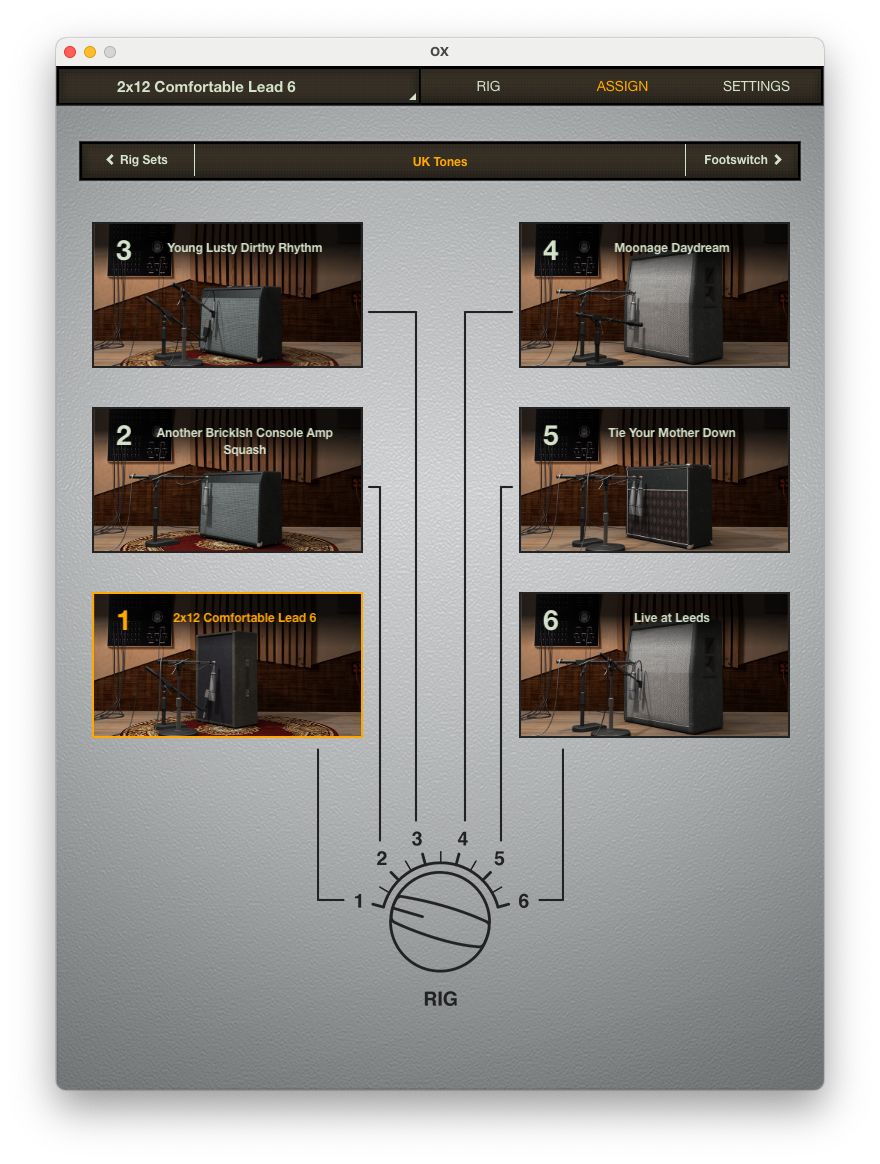 OX
2x12 Comfortable Lead 6
RIG
ASSIGN
SETTINGS
Rig Sets
UK Tones
Footswitch
3
Young Lusty Dirthy Rhythm
4
Moonage Daydream
2
Another BrickIsh Console Amp
Squash
5
Tie Your Mother Down
1
2x12 Comfortable Lead 6
6
Live at Leeds
3
4
2
5
1
6
RIG